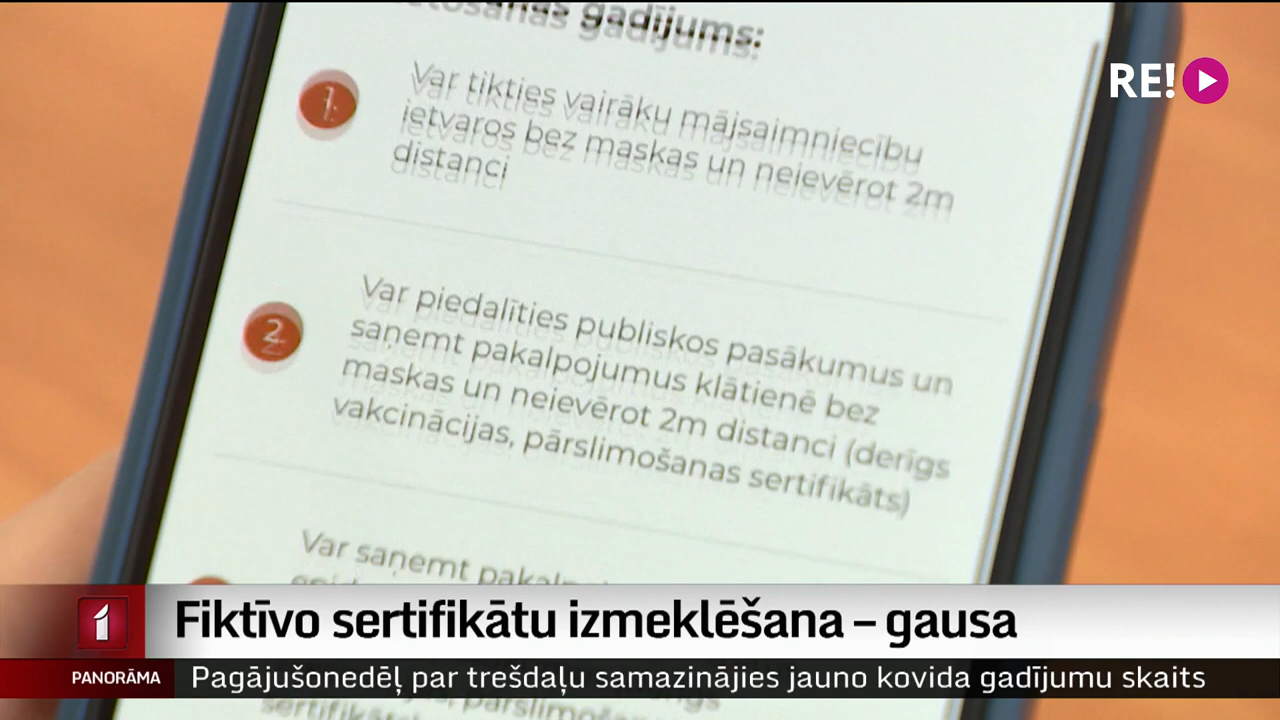 gadījums:
RE!
1.
Var tikties vairāku mājsaimniecību
ietvaros bez maskas un neievērot 2m
distanci
2
Var piedalīties publiskos pasākumus un
saņemt pakalpojumus klātienē bez
maskas un neievērot 2m distanci (derīgs
vakcinācijas, pārslimošanas sertifikāts)
Var saņemt
1
Fiktīvo sertifikātu izmeklēšana – gausa
PANORĀMA
Pagājušonedēļ par trešdaļu samazinājies jauno kovida gadījumu skaits